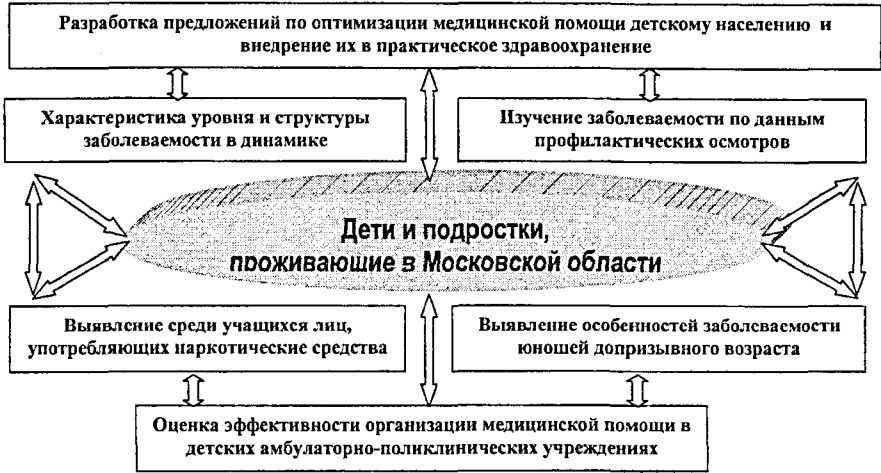 Разработка предложений по оптимизации медицинской помощи детскому населению и
внедрение их в практическое здравоохранение
Характеристика уровня и структуры
заболеваемости в динамике
Изучение заболеваемости по данным
профилактических осмотров
Дети и подростки,
проживающие в Московской области
Выявление среди учащихся лиц,
употребляющих наркотические средства
Выявление особенностей заболеваемости
юношей допризывного возраста
Оценка эффективности организации медицинской помощи в
детских амбулаторно-поликлинических учреждениях